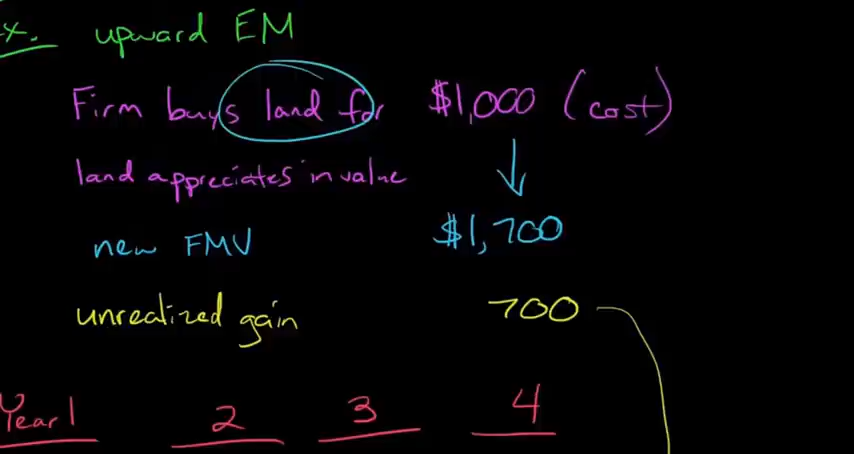 Ex. upward EM
Firm buys land for $1,000 (cost)
land appreciates in value
new FMV $1,700
unrealized gain 700
Year 1 2 3 4